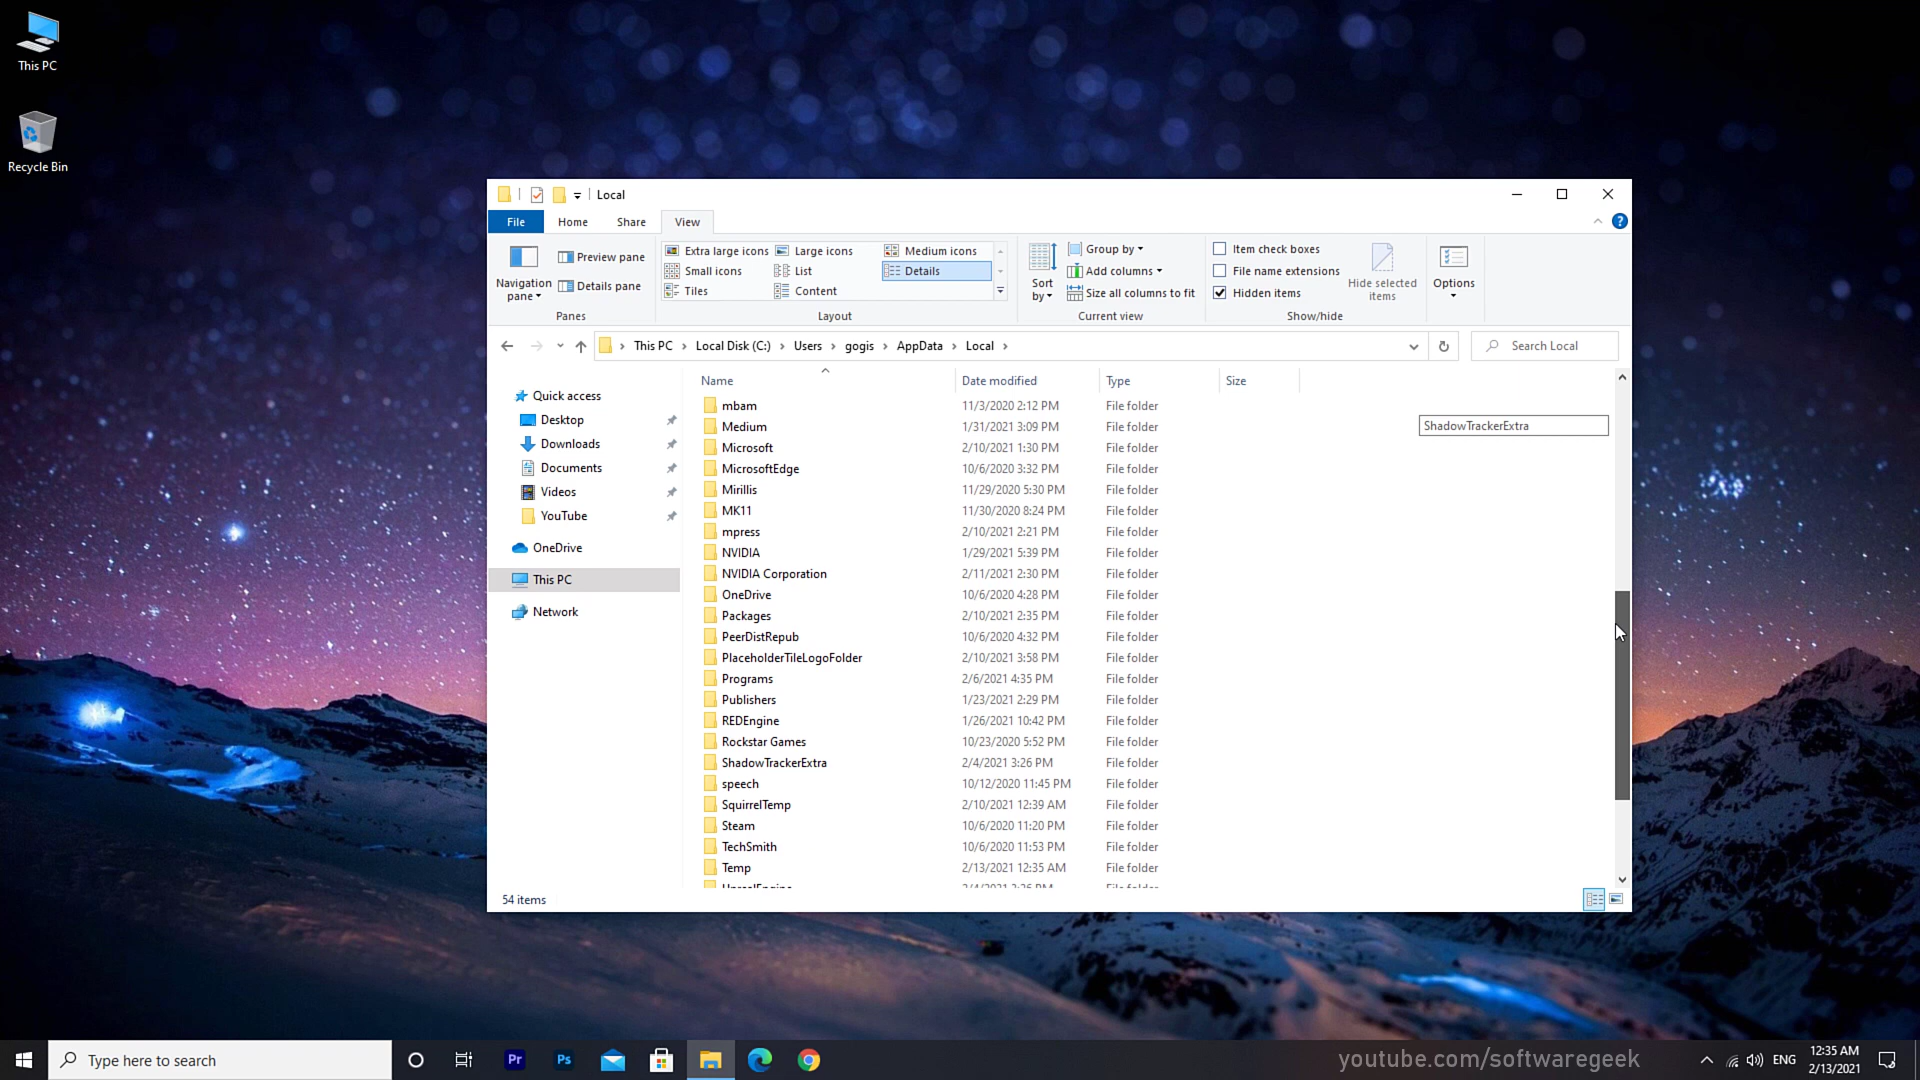 This PC
Recycle Bin
Local
File Home Share View
Navigation pane
Preview pane
Details pane
Panes
Extra large icons Large icons Medium icons
Small icons List Details
Tiles Content
Layout
Sort by
Group by
Add columns
Size all columns to fit
Current view
Item check boxes
File name extensions
Hidden items
Hide selected items
Show/hide
Options
This PC Local Disk (C:) Users gogis AppData Local
Search Local
Quick access
Desktop
Downloads
Documents
Videos
YouTube
OneDrive
This PC
Network
Name Date modified Type Size
mbam 11/3/2020 2:12 PM File folder
Medium 1/31/2021 3:09 PM File folder
ShadowTrackerExtra
Microsoft 2/10/2021 1:30 PM File folder
MicrosoftEdge 10/6/2020 3:32 PM File folder
Mirillis 11/29/2020 5:30 PM File folder
MK11 11/30/2020 8:24 PM File folder
mpress 2/10/2021 2:21 PM File folder
NVIDIA 1/29/2021 5:39 PM File folder
NVIDIA Corporation 2/11/2021 2:30 PM File folder
OneDrive 10/6/2020 4:28 PM File folder
Packages 2/10/2021 2:35 PM File folder
PeerDistRepub 10/6/2020 4:32 PM File folder
PlaceholderTileLogoFolder 2/10/2021 3:58 PM File folder
Programs 2/6/2021 4:35 PM File folder
Publishers 1/23/2021 2:29 PM File folder
REDEngine 1/26/2021 10:42 PM File folder
Rockstar Games 10/23/2020 5:52 PM File folder
ShadowTrackerExtra 2/4/2021 3:26 PM File folder
speech 10/12/2020 11:45 PM File folder
SquirrelTemp 2/10/2021 12:39 AM File folder
Steam 10/6/2020 11:20 PM File folder
TechSmith 10/6/2020 11:53 PM File folder
Temp 2/13/2021 12:35 AM File folder
54 items
Type here to search
Pr
Ps
youtube.com/softwaregeek
ENG
12:35 AM
2/13/2021